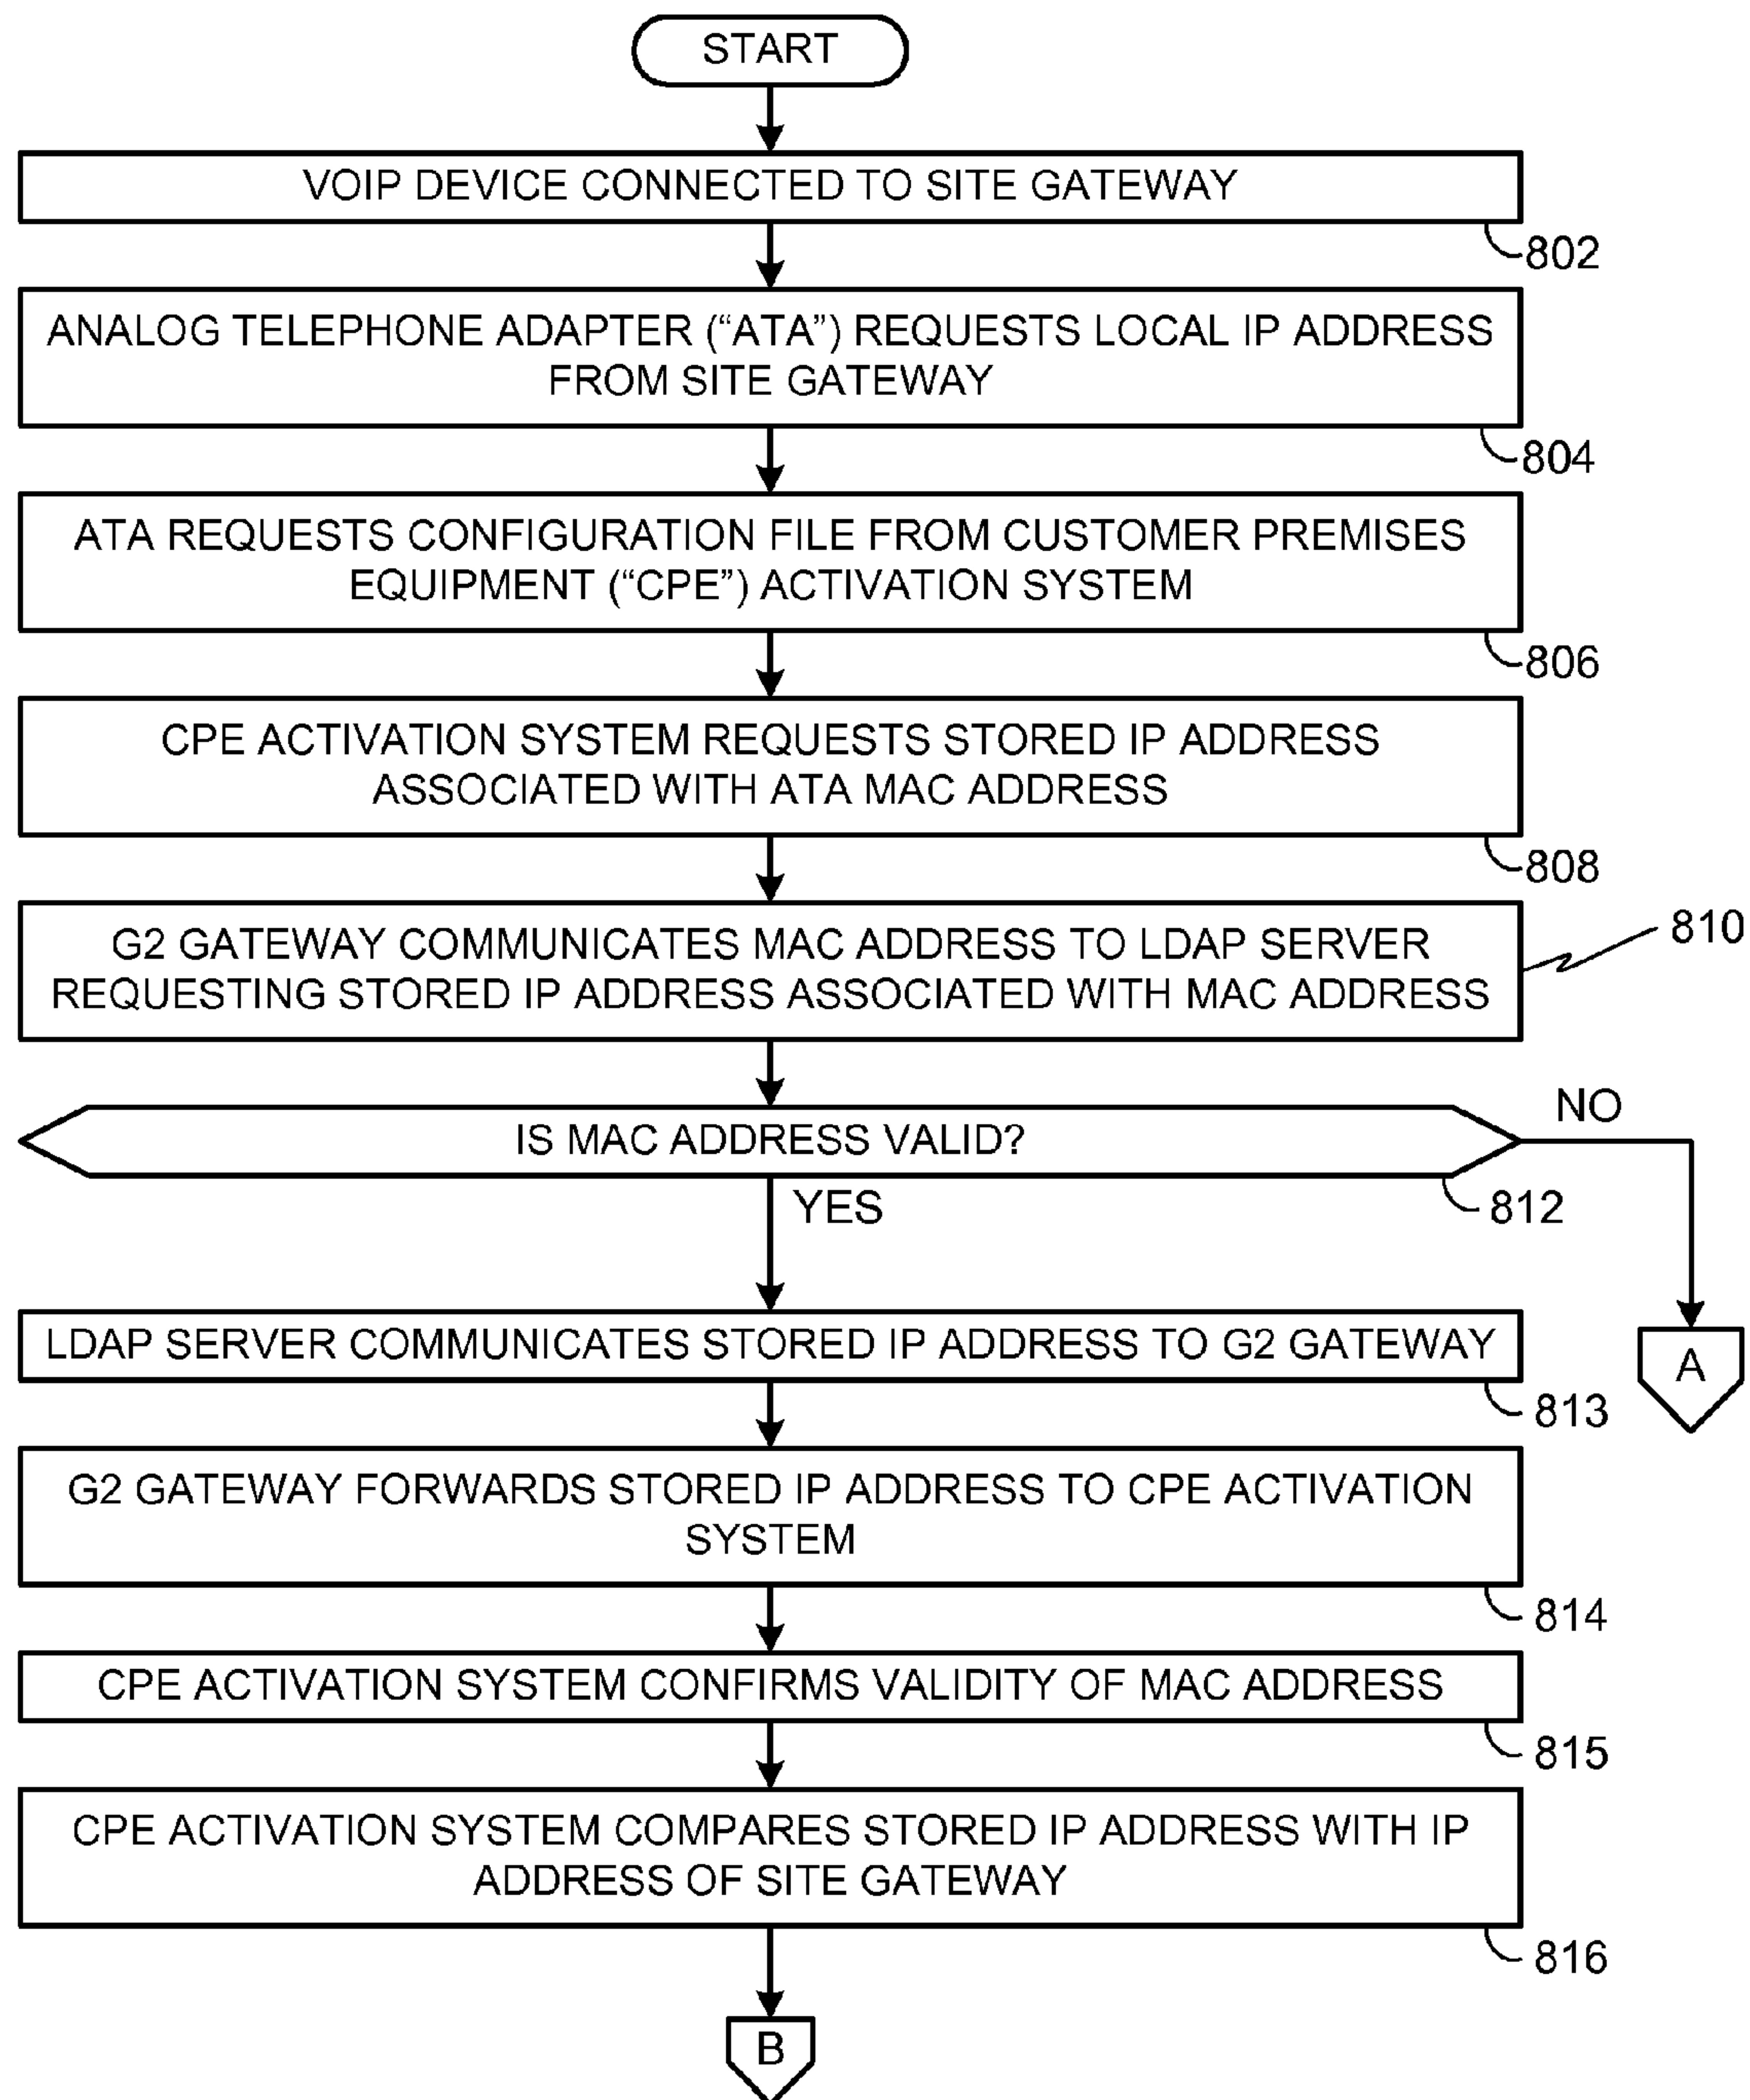 START
VOIP DEVICE CONNECTED TO SITE GATEWAY
802
ANALOG TELEPHONE ADAPTER (“ATA”) REQUESTS LOCAL IP ADDRESS
FROM SITE GATEWAY
804
ATA REQUESTS CONFIGURATION FILE FROM CUSTOMER PREMISES
EQUIPMENT (“CPE”) ACTIVATION SYSTEM
806
CPE ACTIVATION SYSTEM REQUESTS STORED IP ADDRESS
ASSOCIATED WITH ATA MAC ADDRESS
808
G2 GATEWAY COMMUNICATES MAC ADDRESS TO LDAP SERVER
REQUESTING STORED IP ADDRESS ASSOCIATED WITH MAC ADDRESS
810
IS MAC ADDRESS VALID?
NO
YES
812
LDAP SERVER COMMUNICATES STORED IP ADDRESS TO G2 GATEWAY
A
813
G2 GATEWAY FORWARDS STORED IP ADDRESS TO CPE ACTIVATION
SYSTEM
814
CPE ACTIVATION SYSTEM CONFIRMS VALIDITY OF MAC ADDRESS
815
CPE ACTIVATION SYSTEM COMPARES STORED IP ADDRESS WITH IP
ADDRESS OF SITE GATEWAY
816
B